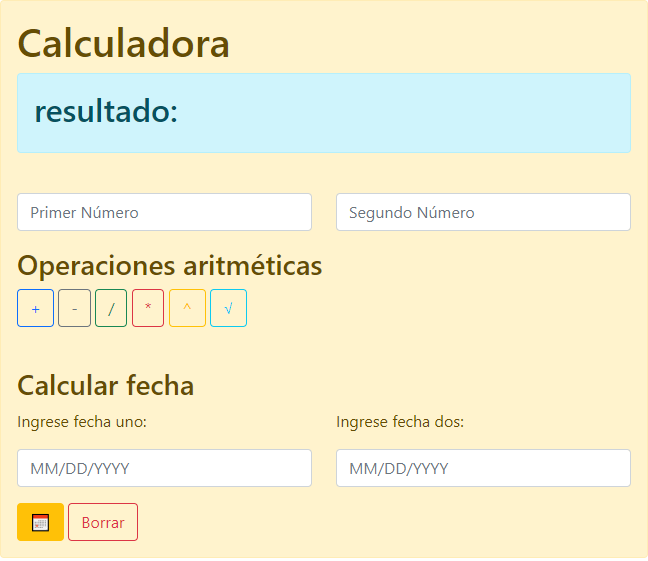 Calculadora
resultado:
Primer Número Segundo Número
Operaciones aritméticas
+ - / * ^ √
Calcular fecha
Ingrese fecha uno: Ingrese fecha dos:
MM/DD/YYYY MM/DD/YYYY
Borrar